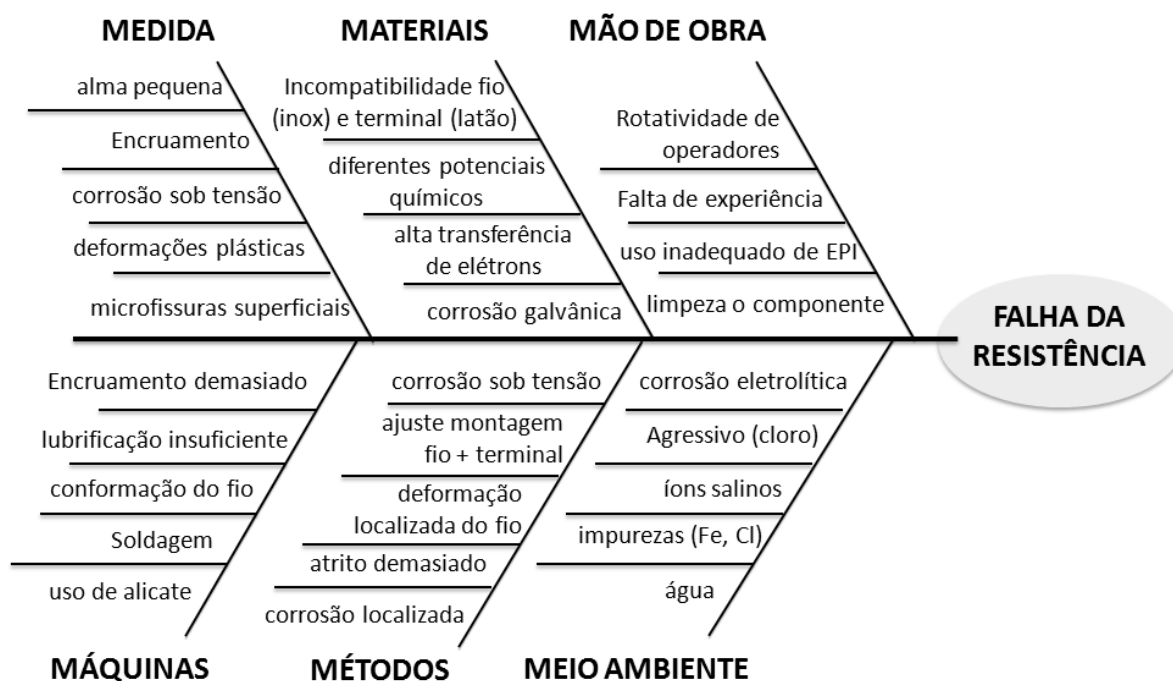 MEDIDA
alma pequena
Encruamento
corrosão sob tensão
deformações plásticas
microfissuras superficiais
MATERIAIS
Incompatibilidade fio
(inox) e terminal (latão)
diferentes potenciais
químicos
alta transferência
de elétrons
corrosão galvânica
MÃO DE OBRA
Rotatividade de
operadores
Falta de experiência
uso inadequado de EPI
limpeza o componente
FALHA DA
RESISTÊNCIA
Encruamento demasiado
lubrificação insuficiente
conformação do fio
Soldagem
uso de alicate
MÁQUINAS
corrosão sob tensão
ajuste montagem
fio + terminal
deformação
localizada do fio
atrito demasiado
corrosão localizada
MÉTODOS
corrosão eletrolítica
Agressivo (cloro)
íons salinos
impurezas (Fe, Cl)
água
MEIO AMBIENTE